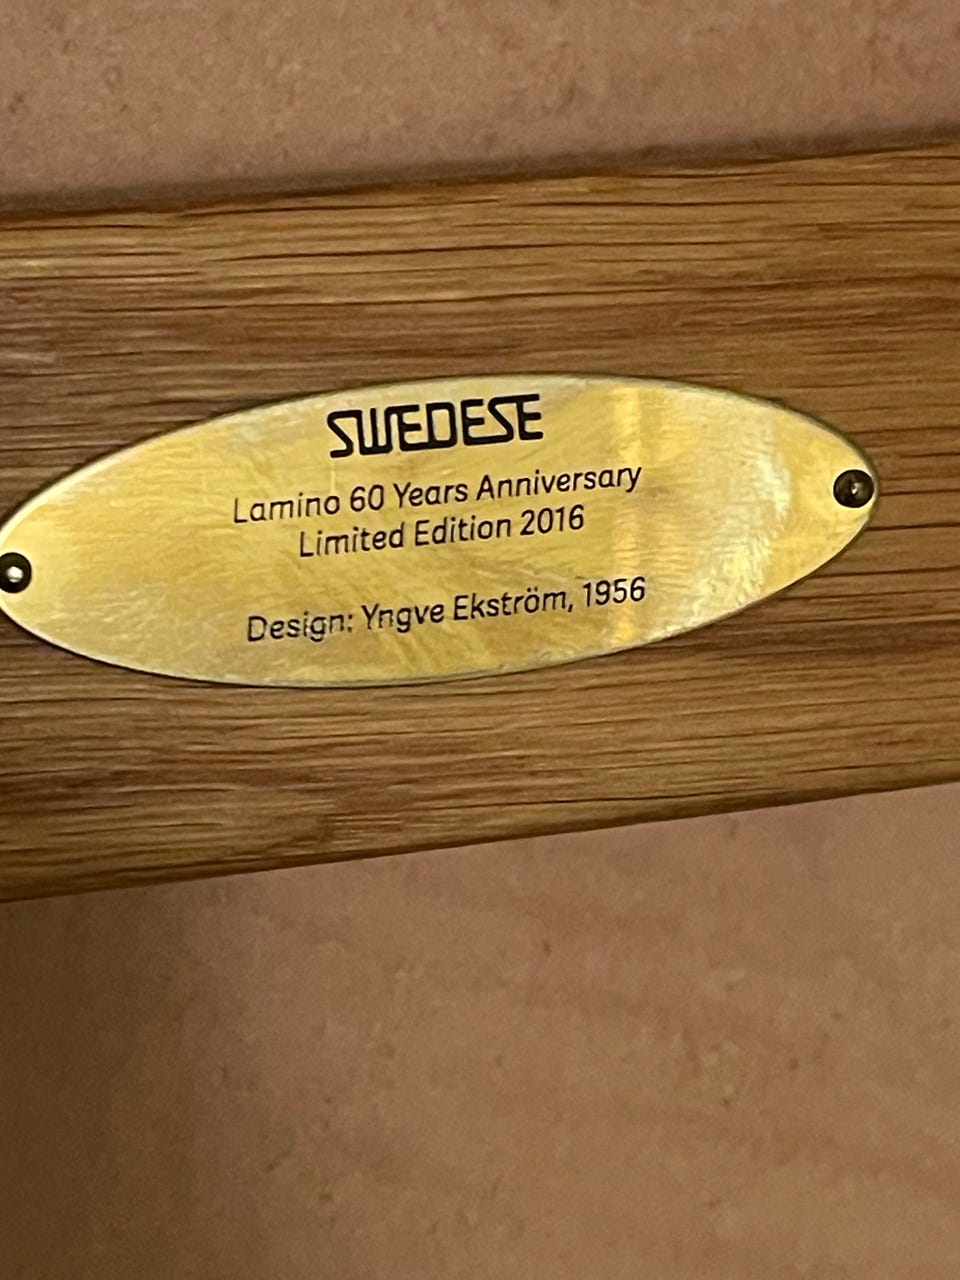 SWEDESE
Lamino 60 Years Anniversary
Limited Edition 2016
Design: Yngve Ekström, 1956